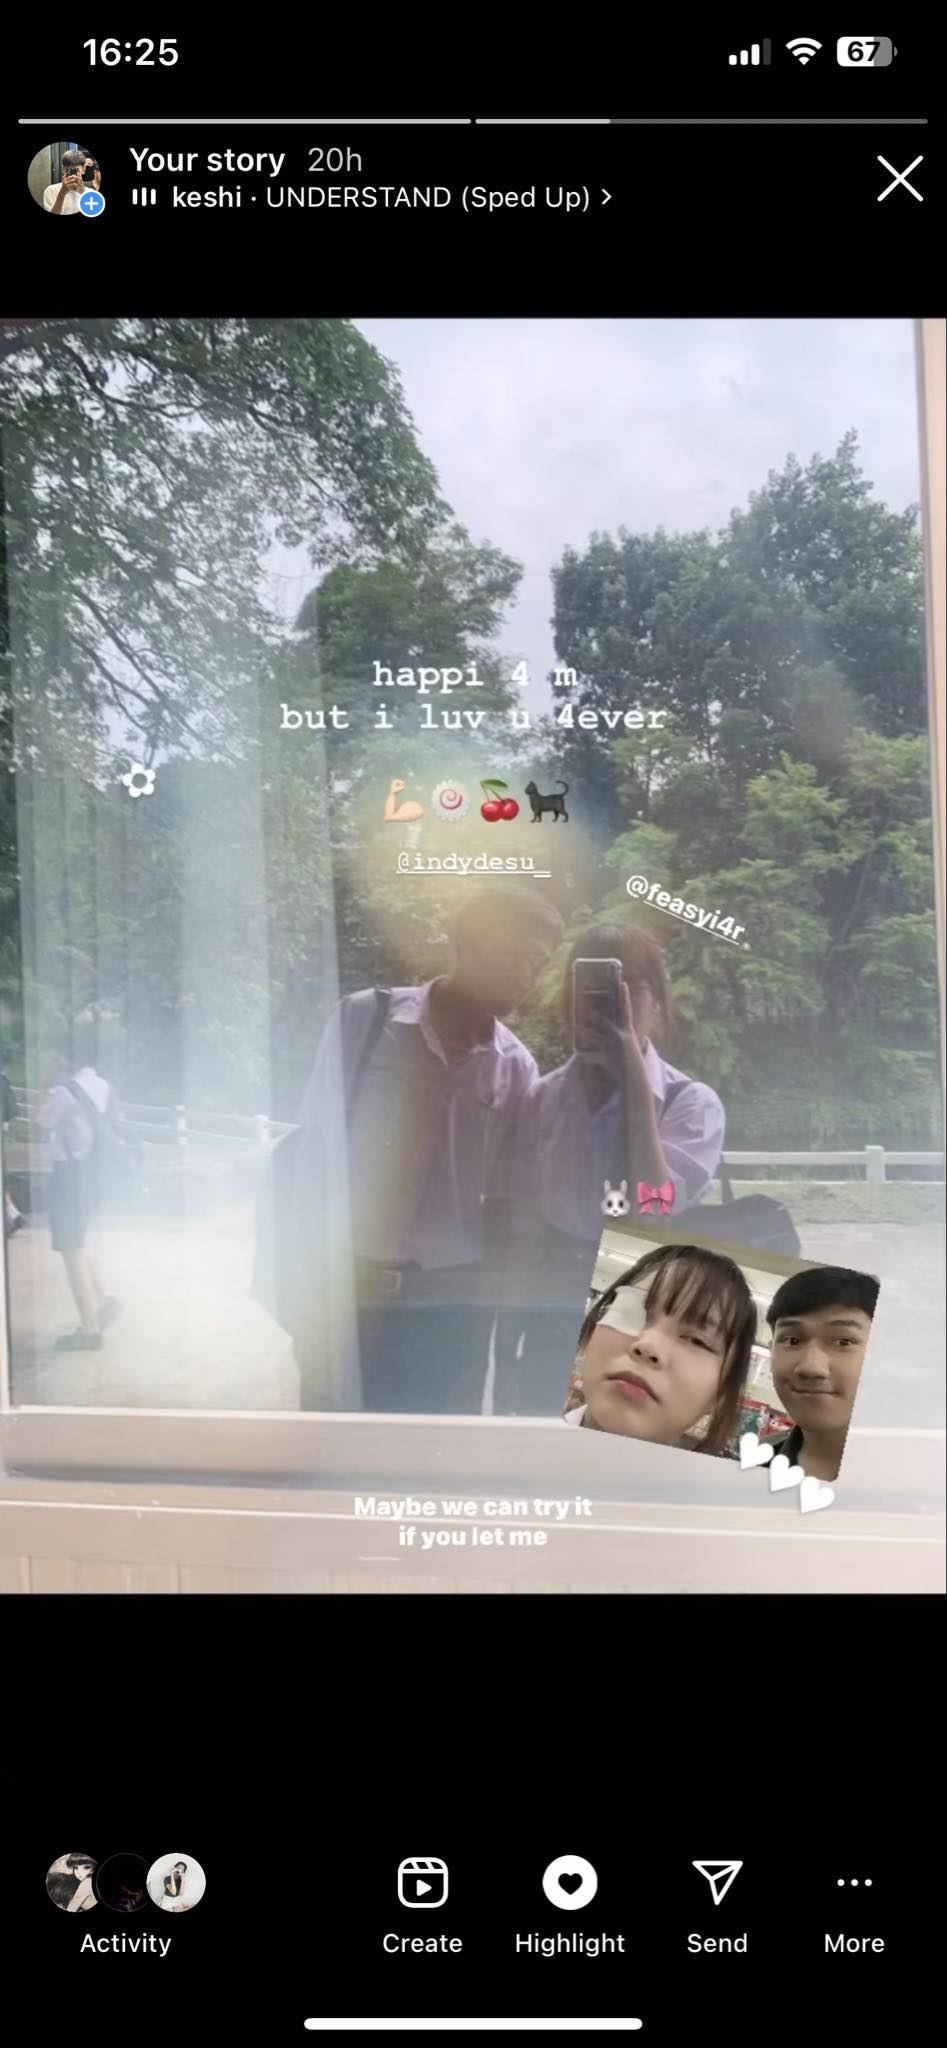 16:25
67
Your story 20h
keshi · UNDERSTAND (Sped Up) >
happi 4 m
but i luv u 4ever
@indydesu_
@feasyi4r.
Maybe we can try it
if you let me
Activity
Create
Highlight
Send
More